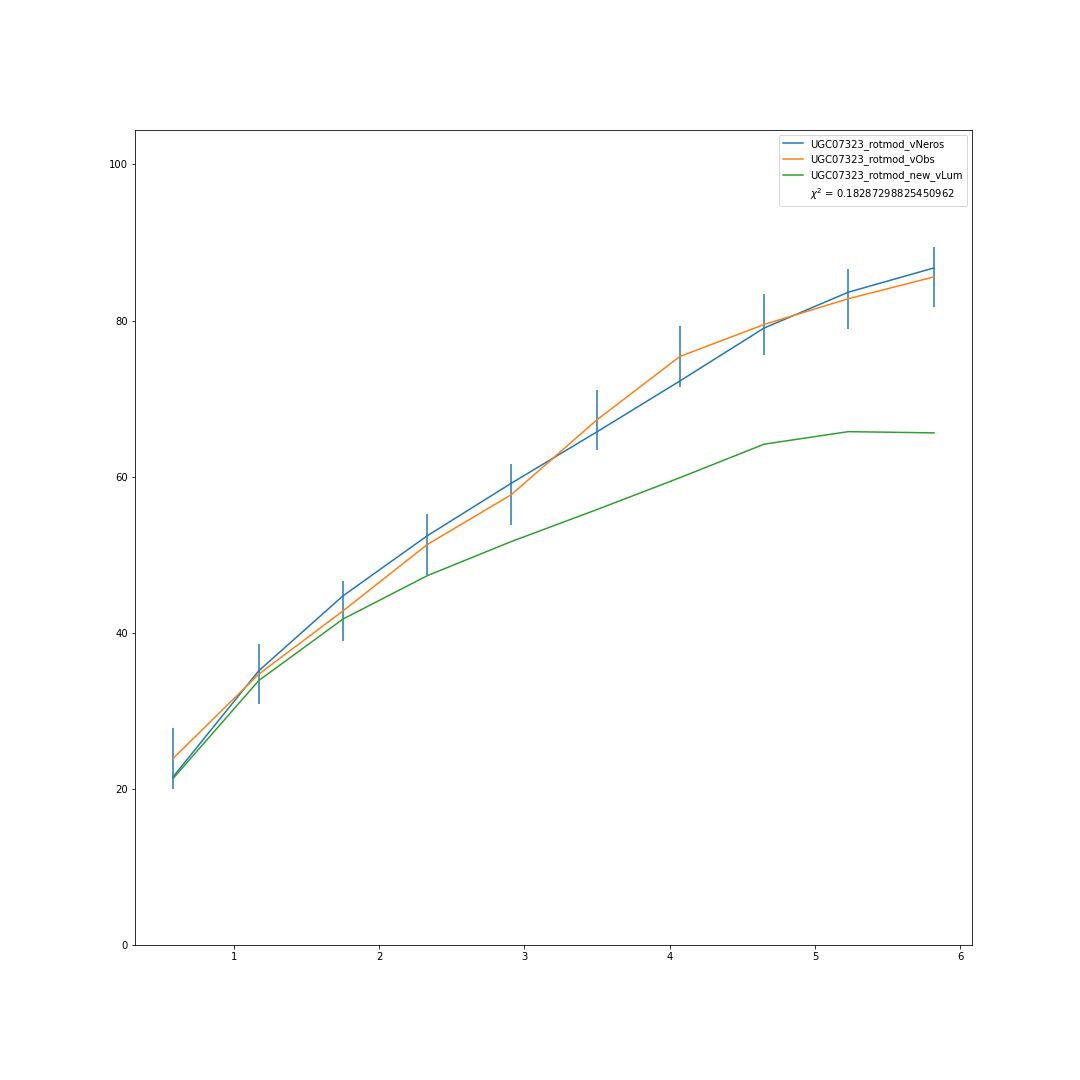 UGC07323_rotmod_vNeros
UGC07323_rotmod_vObs
UGC07323_rotmod_new_vLum
χ² = 0.18287298825450962
100
80
60
40
20
0
1 2 3 4 5 6